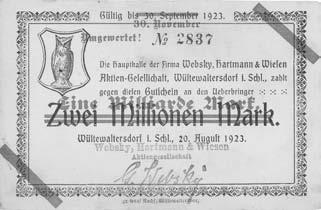 Gültig bis 30. September 1923.
30. November
Umgewertet! № 2837
Die Hauptkasse der Firma Websky, Hartmann & Wiesen
Aktien-Gesellschaft, Wüstewaltersdorf i. Schl., zahlt
gegen diesen Gutschein an den Ueberbringer
Eine Milliarde Mark
Zwei Millionen Mark.
Wüstewaltersdorf i. Schl., 20. August 1923.
Websky, Hartmann & Wiesen
Aktiengesellschaft